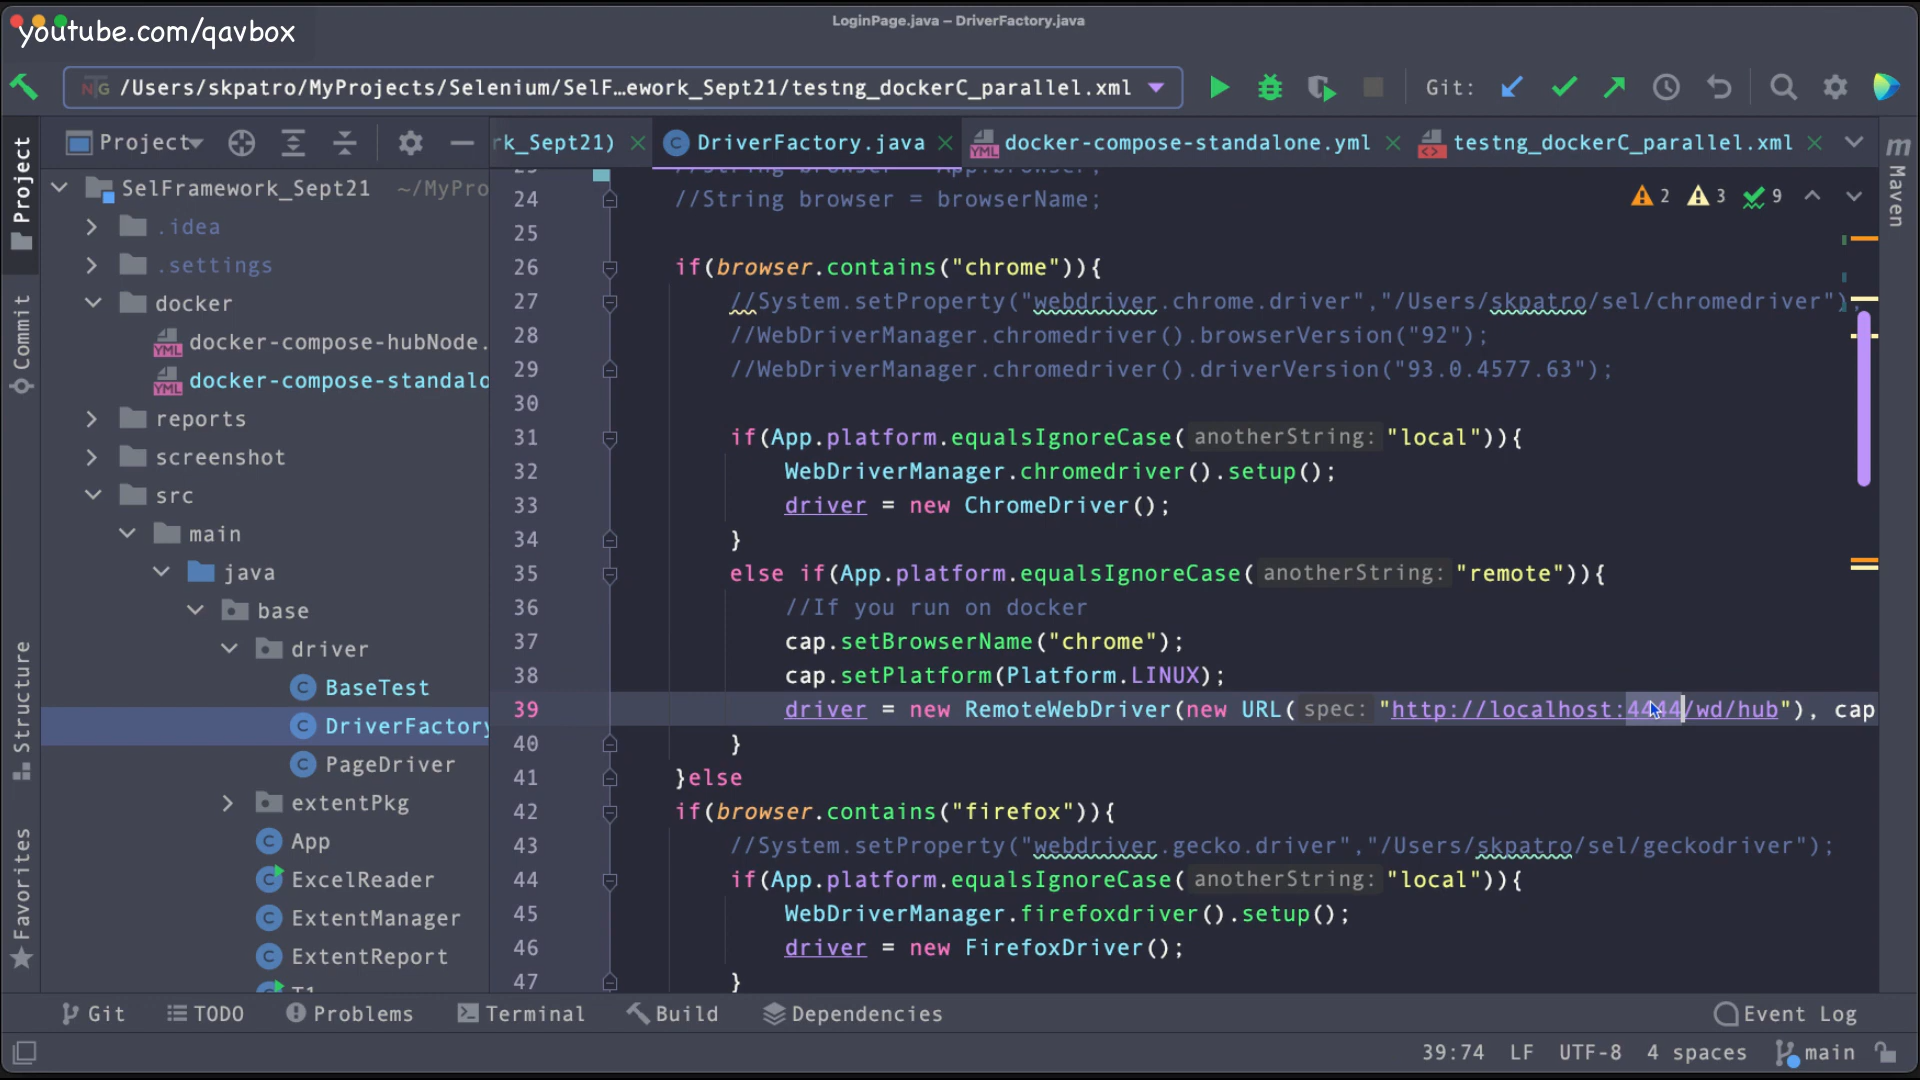 youtube.com/qavbox
LoginPage.java – DriverFactory.java
/Users/skpatro/MyProjects/Selenium/SelF…ework_Sept21/testng_dockerC_parallel.xml
Git:
Project
rk_Sept21)
DriverFactory.java
docker-compose-standalone.yml
testng_dockerC_parallel.xml
Project
Commit
Structure
Favorites
Maven
SelFramework_Sept21 ~/MyPro
.idea
.settings
docker
docker-compose-hubNode.
docker-compose-standalo
reports
screenshot
src
main
java
base
driver
BaseTest
DriverFactory
PageDriver
extentPkg
App
ExcelReader
ExtentManager
ExtentReport
2 3 9
24 //String browser = browserName;
25
26 if(browser.contains("chrome")){
27 //System.setProperty("webdriver.chrome.driver","/Users/skpatro/sel/chromedriver");
28 //WebDriverManager.chromedriver().browserVersion("92");
29 //WebDriverManager.chromedriver().driverVersion("93.0.4577.63");
30
31 if(App.platform.equalsIgnoreCase( anotherString: "local")){
32 WebDriverManager.chromedriver().setup();
33 driver = new ChromeDriver();
34 }
35 else if(App.platform.equalsIgnoreCase( anotherString: "remote")){
36 //If you run on docker
37 cap.setBrowserName("chrome");
38 cap.setPlatform(Platform.LINUX);
39 driver = new RemoteWebDriver(new URL( spec: "http://localhost:4444/wd/hub"), cap
40 }
41 }else
42 if(browser.contains("firefox")){
43 //System.setProperty("webdriver.gecko.driver","/Users/skpatro/sel/geckodriver");
44 if(App.platform.equalsIgnoreCase( anotherString: "local")){
45 WebDriverManager.firefoxdriver().setup();
46 driver = new FirefoxDriver();
47 }
Git TODO Problems Terminal Build Dependencies Event Log
39:74 LF UTF-8 4 spaces main